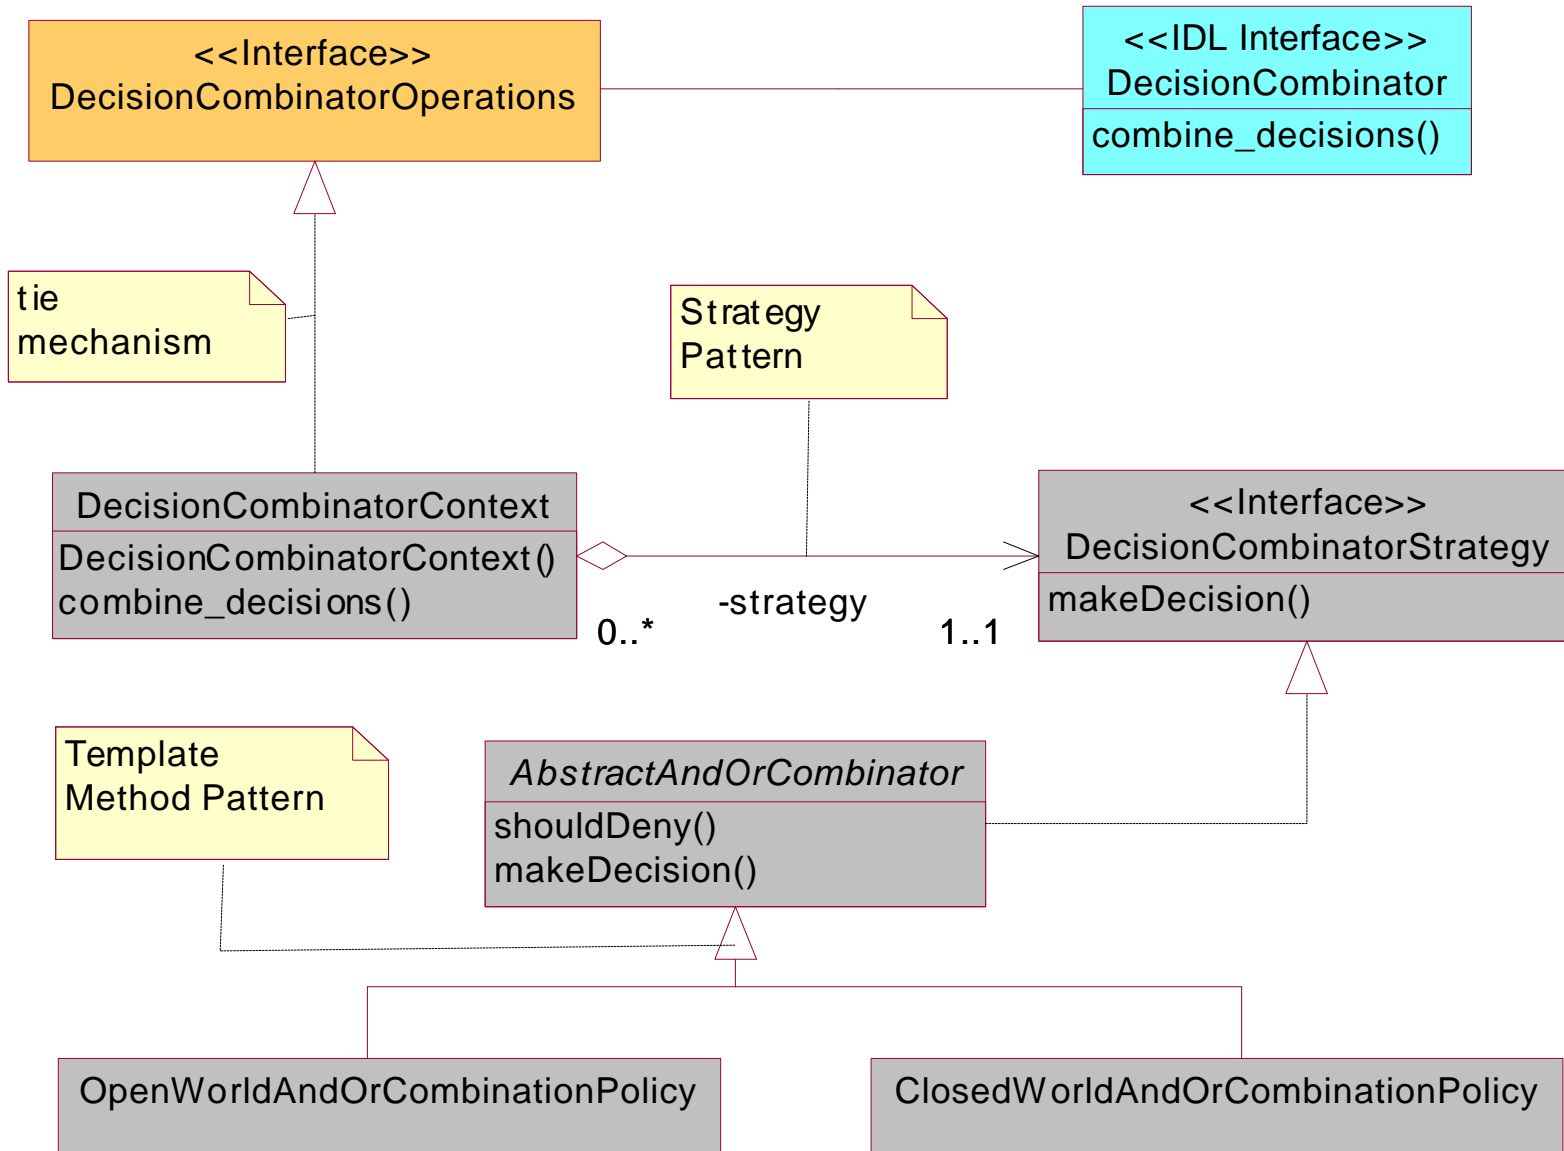 <<Interface>>
DecisionCombinatorOperations
<<IDL Interface>>
DecisionCombinator
combine_decisions()
tie
mechanism
Strategy
Pattern
DecisionCombinatorContext
DecisionCombinatorContext()
combine_decisions()
-strategy
0..*
1..1
<<Interface>>
DecisionCombinatorStrategy
makeDecision()
Template
Method Pattern
AbstractAndOrCombinator
shouldDeny()
makeDecision()
OpenWorldAndOrCombinationPolicy
ClosedWorldAndOrCombinationPolicy